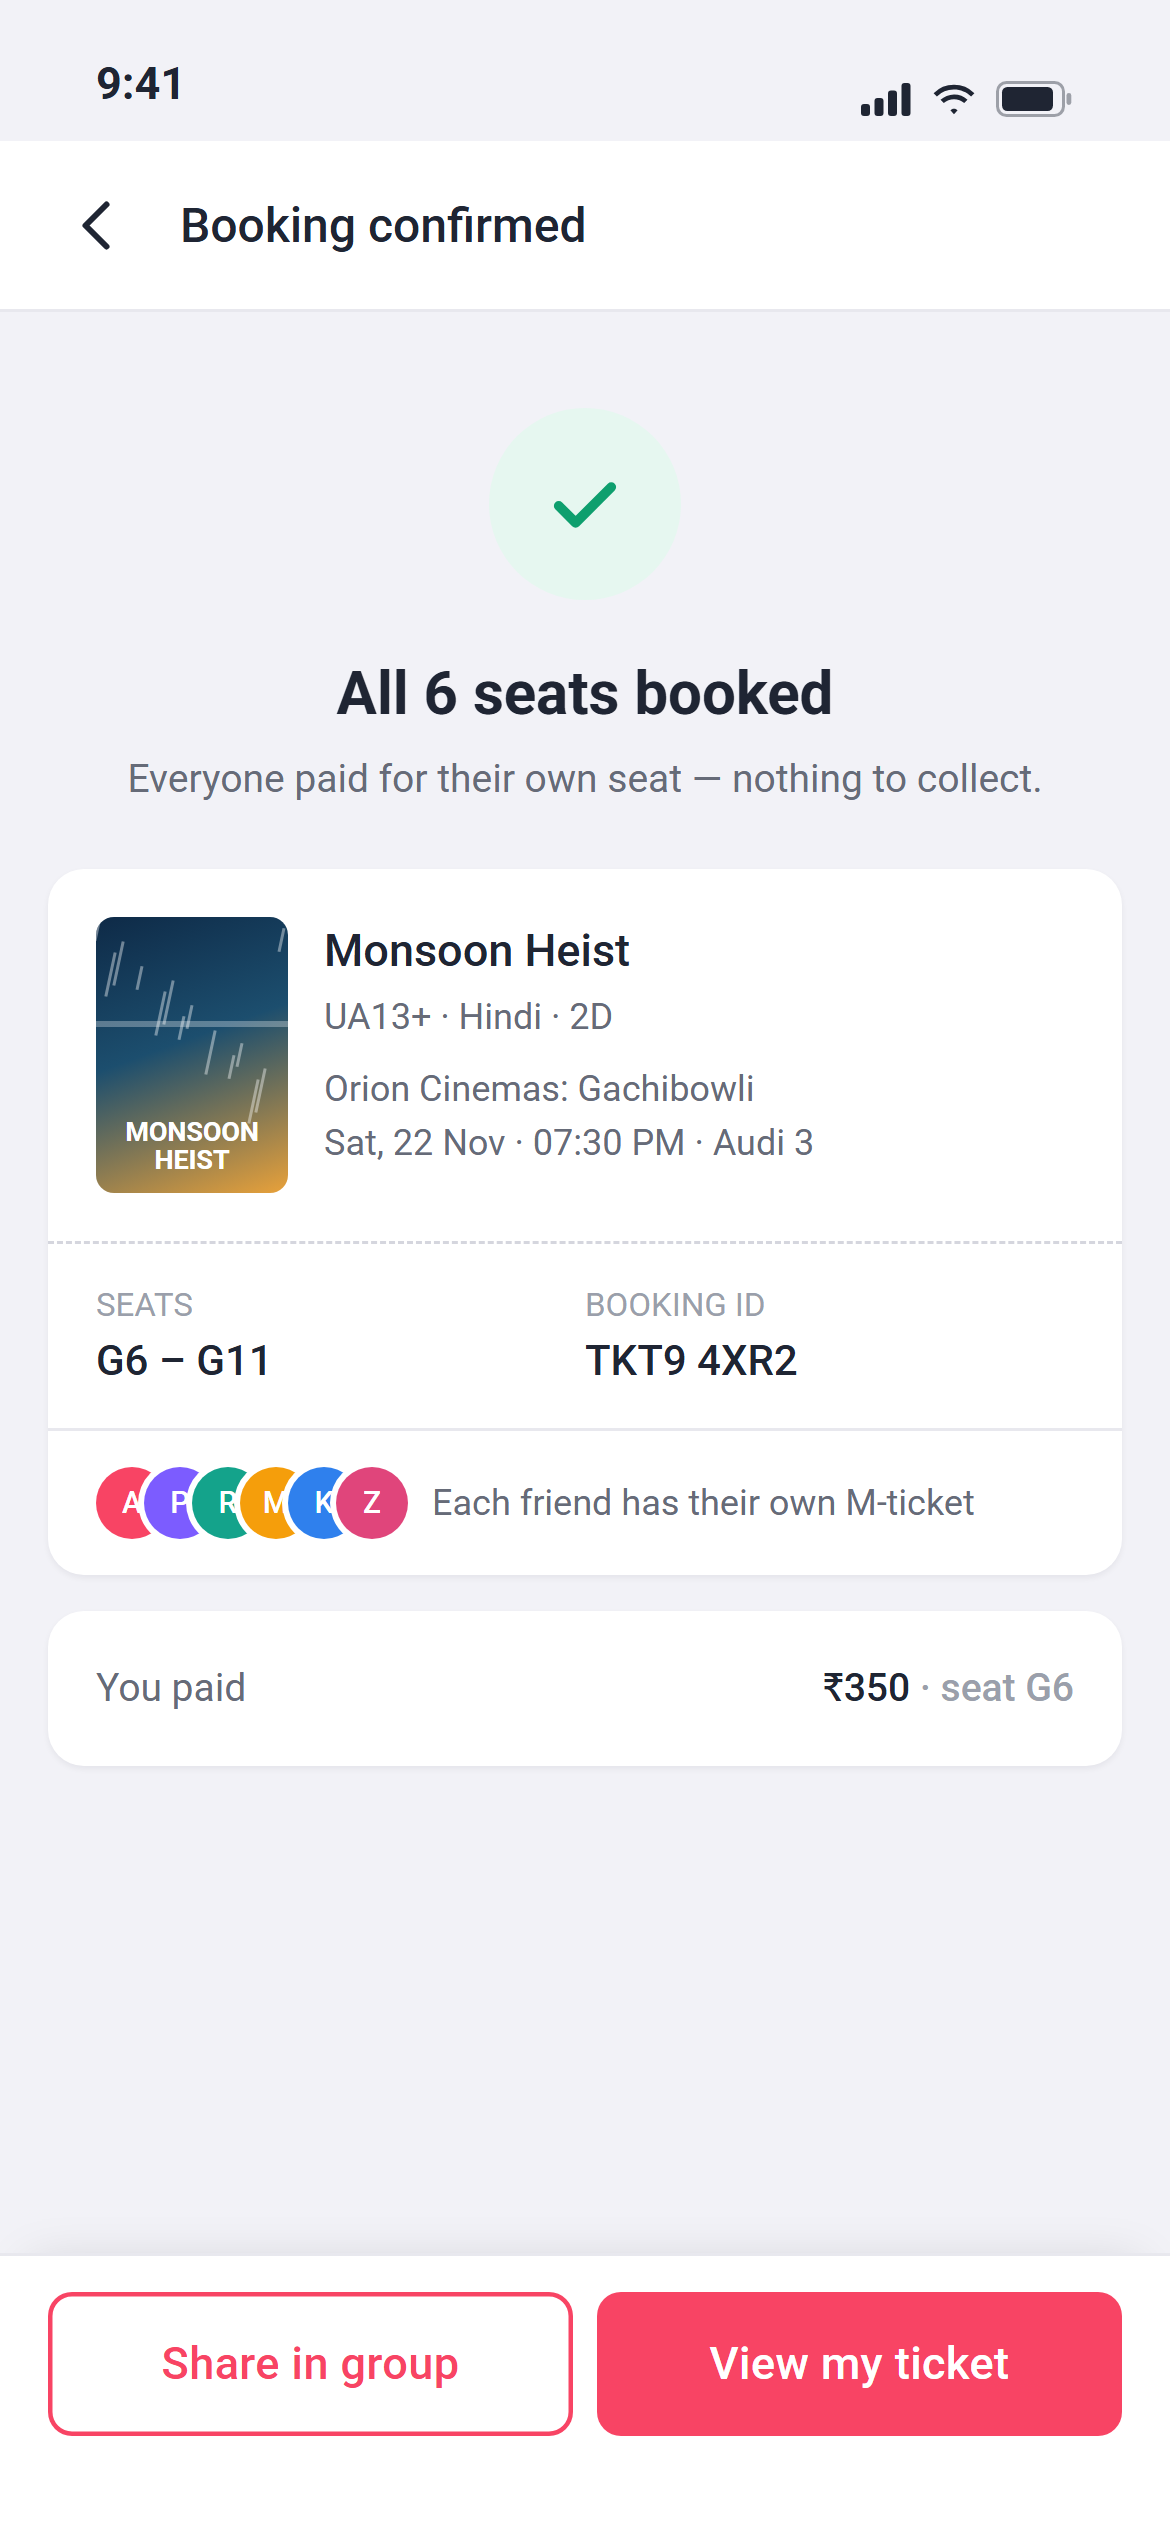 9:41
Booking confirmed
All 6 seats booked
Everyone paid for their own seat — nothing to collect.
MONSOON
HEIST
Monsoon Heist
UA13+ · Hindi · 2D
Orion Cinemas: Gachibowli
Sat, 22 Nov · 07:30 PM · Audi 3
SEATS
G6 – G11
BOOKING ID
TKT9 4XR2
A P R M K Z Each friend has their own M-ticket
You paid ₹350 · seat G6
Share in group
View my ticket